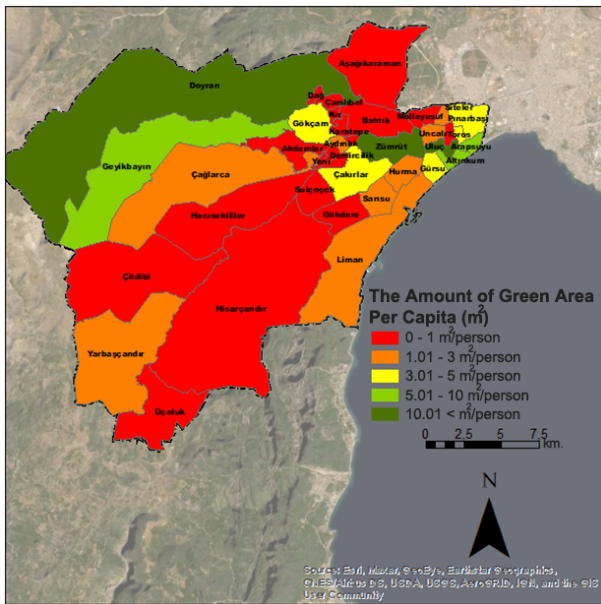 Aşağıkaraman
Doyran
Dağ
Çamlıbel
Siteler
Pınarbaşı
Mollayusuf
Bahtılı
Kız
Gökçam
Karatepe
Uncalı
Toros
Akdamlar
Aydınlık
Zümrüt
Uluç
Arapsuyu
Geyikbayırı
Yeni
Demircilik
Altınkum
Çağlarca
Çakırlar
Hurma
Gürsu
Suiçecek
Sarısu
Hacısekililer
Gökdere
Liman
Çitdibi
Hisarçandır
Yarbaşçandır
Üçoluk
The Amount of Green Area
Per Capita (m²)
0 - 1 m²/person
1.01 - 3 m²/person
3.01 - 5 m²/person
5.01 - 10 m²/person
10.01 < m²/person
0 2.5 5 7.5
km.
N
Source: Esri, Maxar, GeoEye, Earthstar Geographics,
CNES/Airbus DS, USDA, USGS, AeroGRID, IGN, and the GIS
User Community